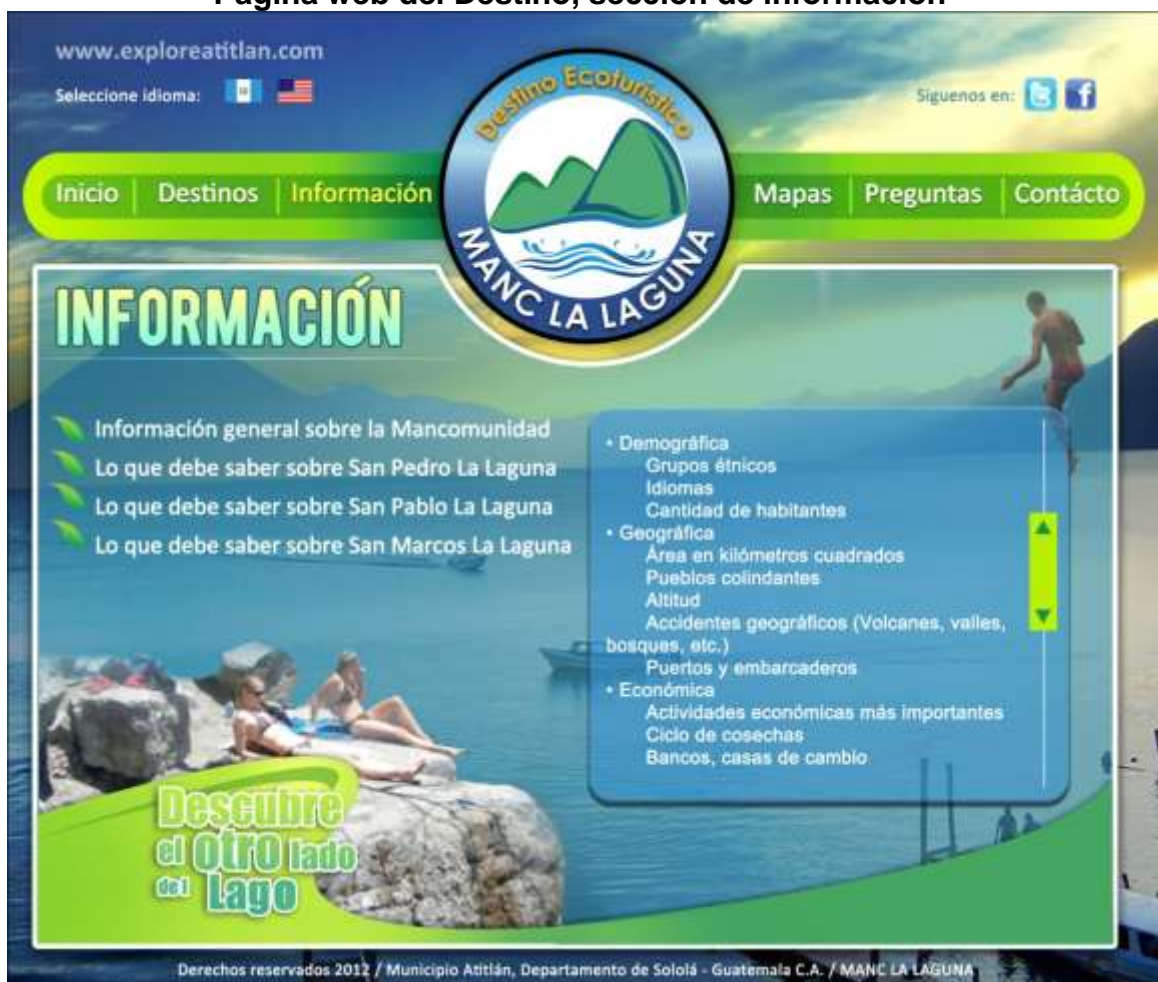 Página web del Destino, sección de información
www.exploreatitlan.com
Seleccione idioma:
Siguenos en:
Destino Ecoturístico
MANC LA LAGUNA
Inicio
Destinos
Información
Mapas
Preguntas
Contácto
INFORMACIÓN
Información general sobre la Mancomunidad
Lo que debe saber sobre San Pedro La Laguna
Lo que debe saber sobre San Pablo La Laguna
Lo que debe saber sobre San Marcos La Laguna
• Demográfica
Grupos étnicos
Idiomas
Cantidad de habitantes
• Geográfica
Área en kilómetros cuadrados
Pueblos colindantes
Altitud
Accidentes geográficos (Volcanes, valles,
bosques, etc.)
Puertos y embarcaderos
• Económica
Actividades económicas más importantes
Ciclo de cosechas
Bancos, casas de cambio
Descubre
el otro lado
del Lago
Derechos reservados 2012 / Municipio Atitlán, Departamento de Sololá - Guatemala C.A. / MANC LA LAGUNA